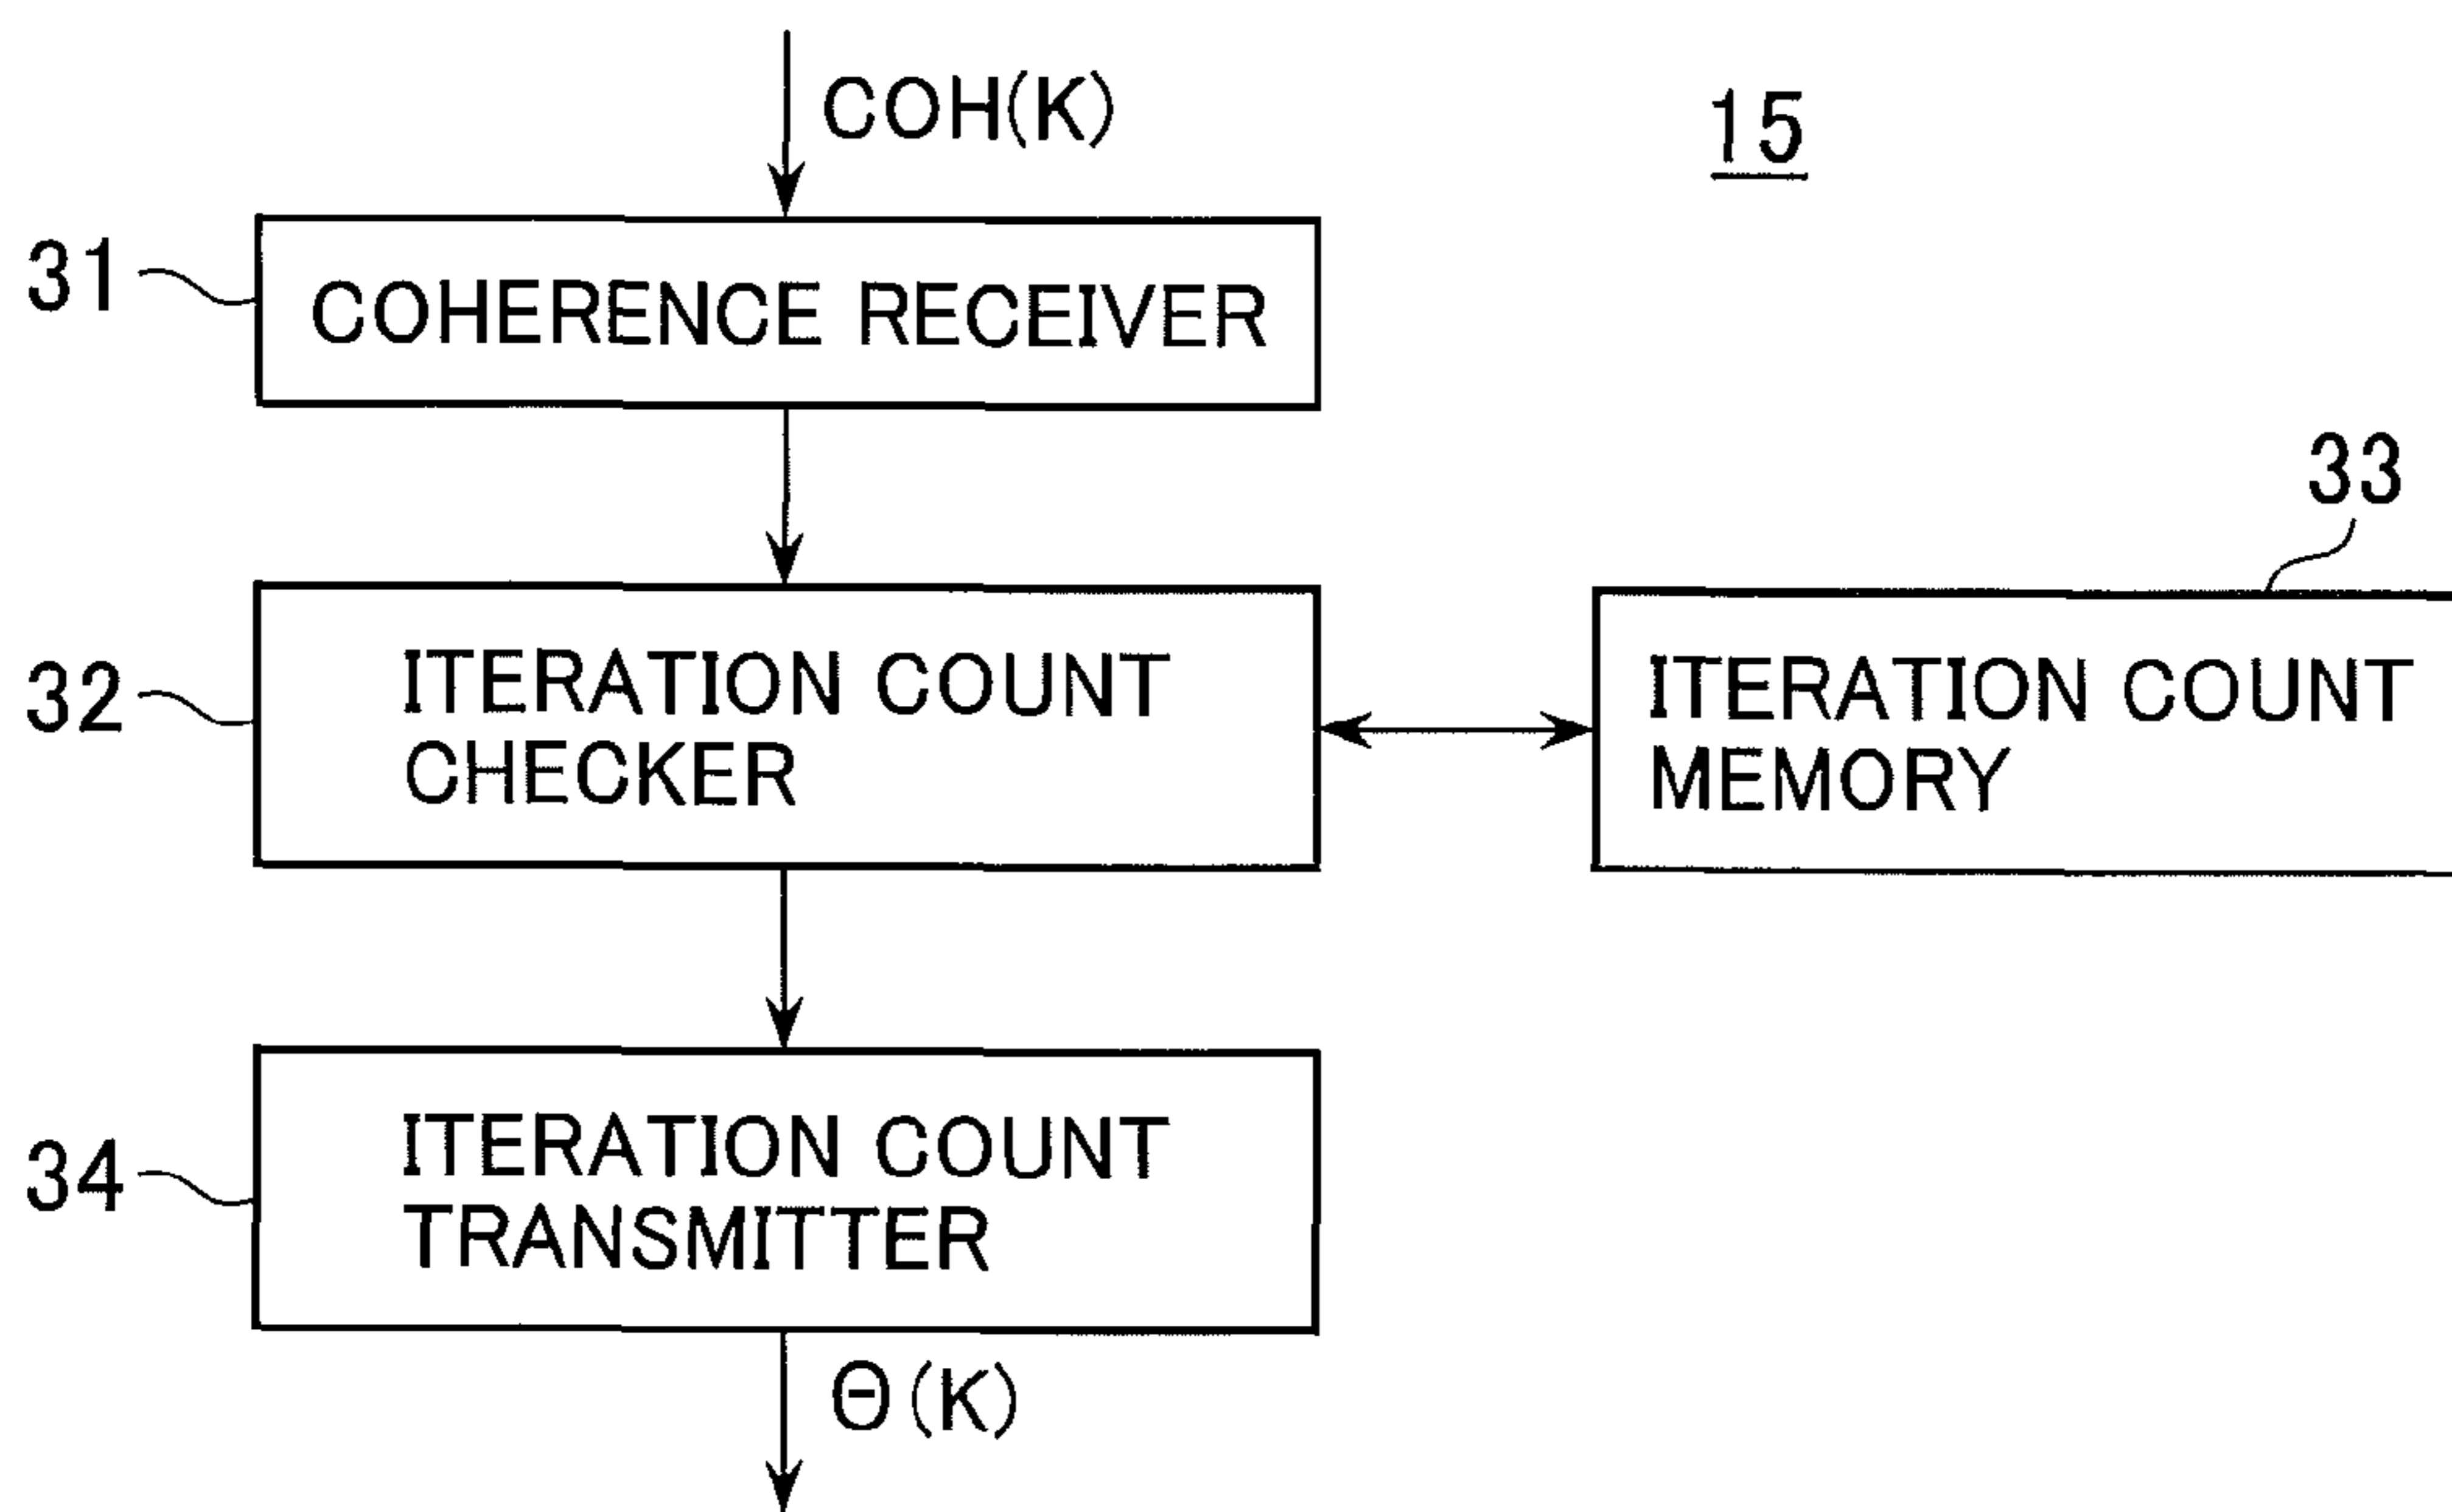 COH(K)
15
31
COHERENCE RECEIVER
33
32
ITERATION COUNT
CHECKER
ITERATION COUNT
MEMORY
34
ITERATION COUNT
TRANSMITTER
Θ(K)